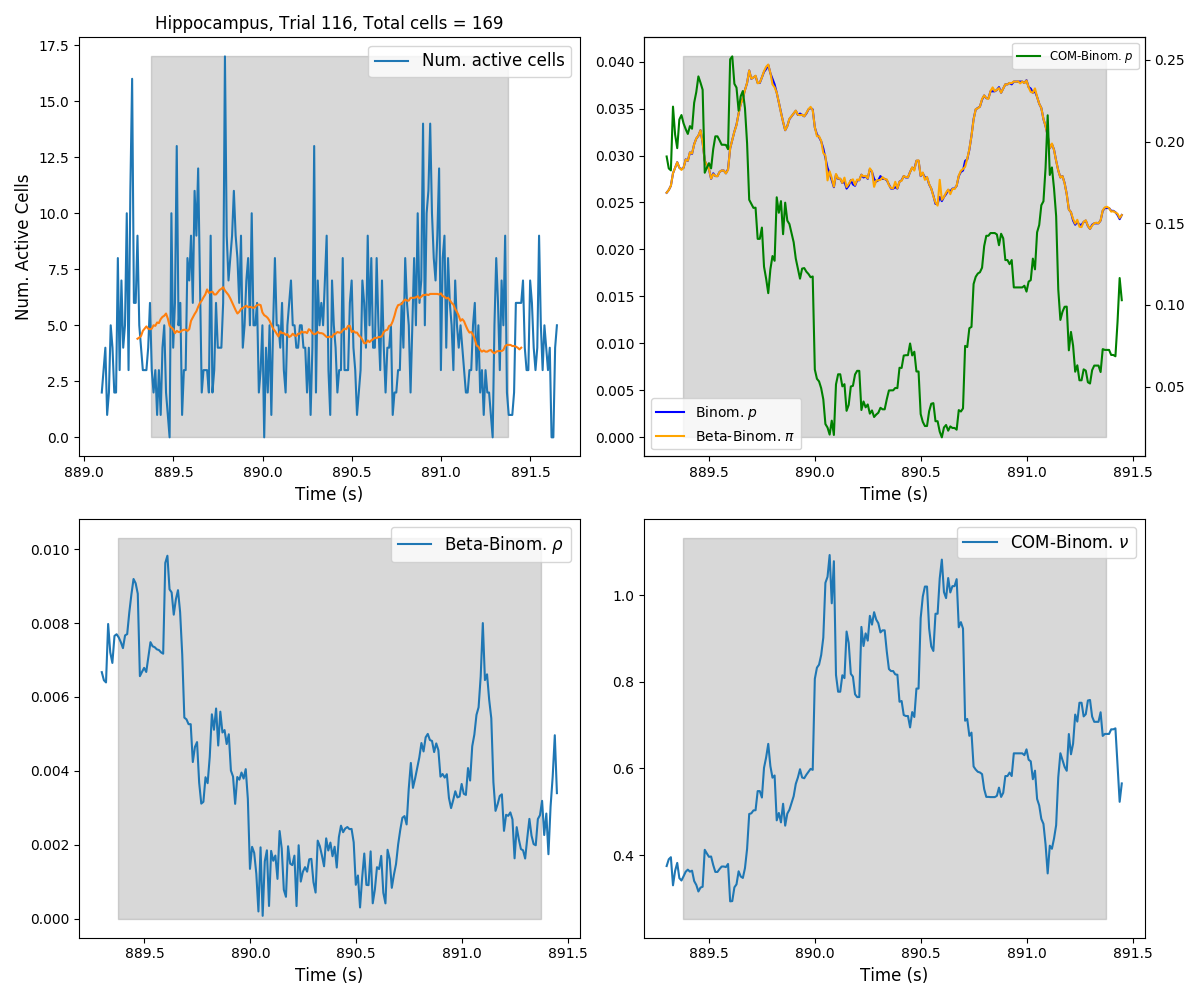 Hippocampus, Trial 116, Total cells = 169
Num. active cells
17.5
15.0
12.5
10.0
7.5
5.0
2.5
0.0
Num. Active Cells
889.0 889.5 890.0 890.5 891.0 891.5
Time (s)
COM-Binom. p
0.040
0.035
0.030
0.025
0.020
0.015
0.010
0.005
0.000
0.25
0.20
0.15
0.10
0.05
Binom. p
Beta-Binom. π
889.5 890.0 890.5 891.0 891.5
Time (s)
Beta-Binom. ρ
0.010
0.008
0.006
0.004
0.002
0.000
889.5 890.0 890.5 891.0 891.5
Time (s)
COM-Binom. ν
1.0
0.8
0.6
0.4
889.5 890.0 890.5 891.0 891.5
Time (s)